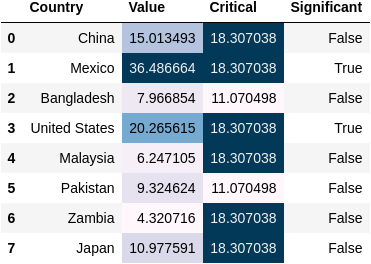 Country Value Critical Significant
0 China 15.013493 18.307038 False
1 Mexico 36.486664 18.307038 True
2 Bangladesh 7.966854 11.070498 False
3 United States 20.265615 18.307038 True
4 Malaysia 6.247105 18.307038 False
5 Pakistan 9.324624 11.070498 False
6 Zambia 4.320716 18.307038 False
7 Japan 10.977591 18.307038 False